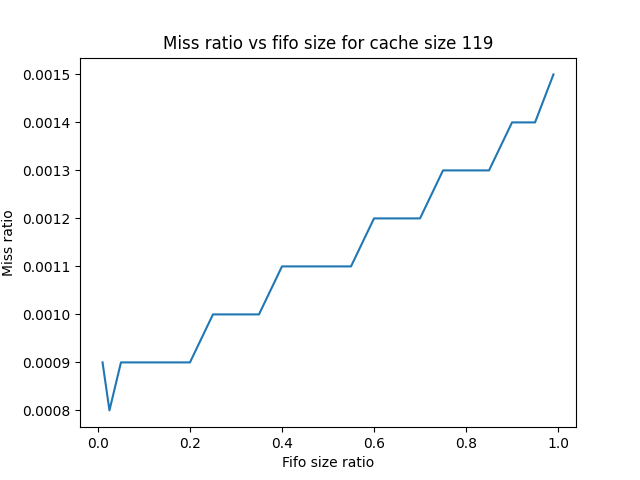 Miss ratio vs fifo size for cache size 119
0.0015
0.0014
0.0013
0.0012
0.0011
0.0010
0.0009
0.0008
Miss ratio
0.0 0.2 0.4 0.6 0.8 1.0
Fifo size ratio